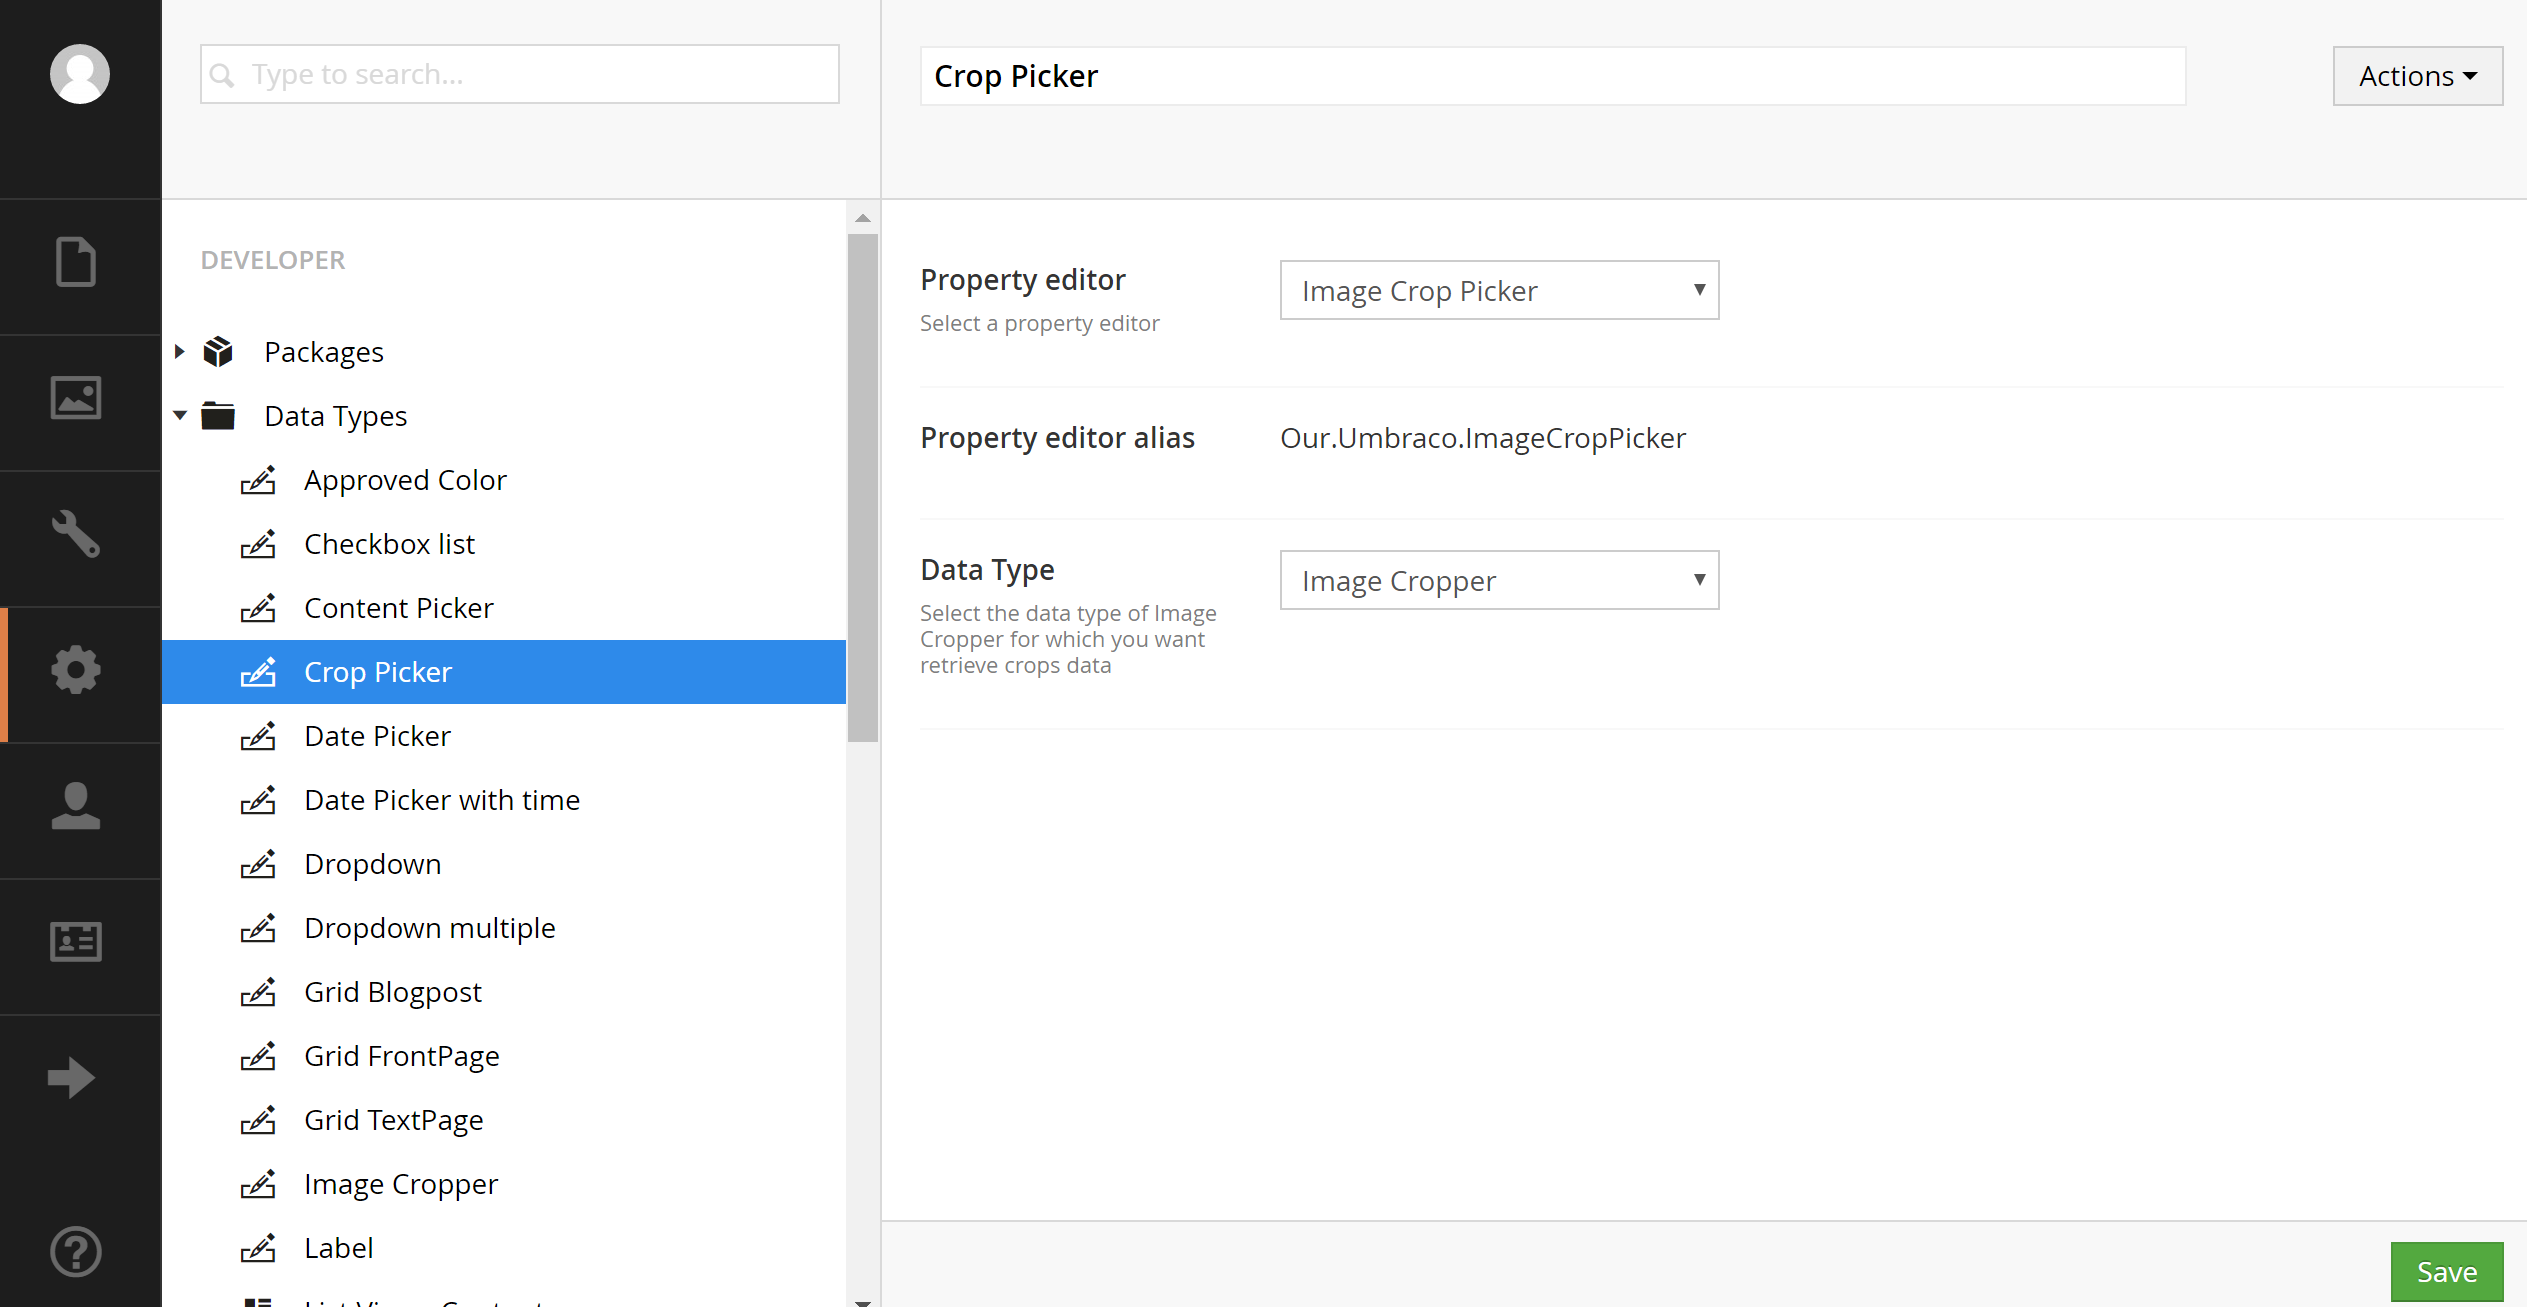 Type to search...
Crop Picker
Actions
DEVELOPER
Packages
Data Types
Approved Color
Checkbox list
Content Picker
Crop Picker
Date Picker
Date Picker with time
Dropdown
Dropdown multiple
Grid Blogpost
Grid FrontPage
Grid TextPage
Image Cropper
Label
Property editor
Select a property editor
Image Crop Picker
Property editor alias
Our.Umbraco.ImageCropPicker
Data Type
Select the data type of Image
Cropper for which you want
retrieve crops data
Image Cropper
Save